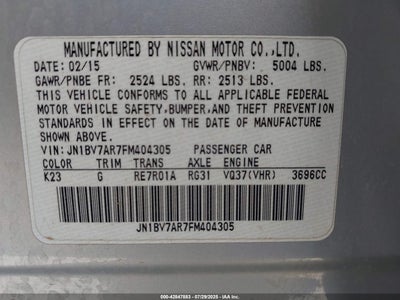 MANUFACTURED BY NISSAN MOTOR CO.,LTD.
DATE: 02/15 GVWR/PNBV: 5004 LBS.
GAWR/PNBE FR: 2524 LBS. RR: 2513 LBS.
THIS VEHICLE CONFORMS TO ALL APPLICABLE FEDERAL
MOTOR VEHICLE SAFETY, BUMPER, AND THEFT PREVENTION
STANDARDS IN EFFECT ON THE DATE OF MANUFACTURE
SHOWN ABOVE.
VIN: JN1BV7AR7FM404305 PASSENGER CAR
COLOR TRIM TRANS AXLE ENGINE
K23 G RE7R01A RG31 VQ37(VHR) 3696CC
JN1BV7AR7FM404305
000-42847883 | 07/29/2025 - IAA Inc.